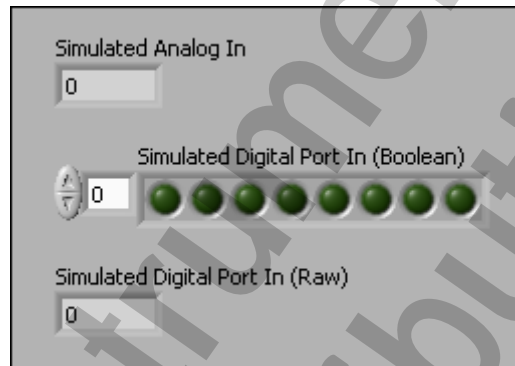 Simulated Analog In
0
Simulated Digital Port In (Boolean)
0
Simulated Digital Port In (Raw)
0